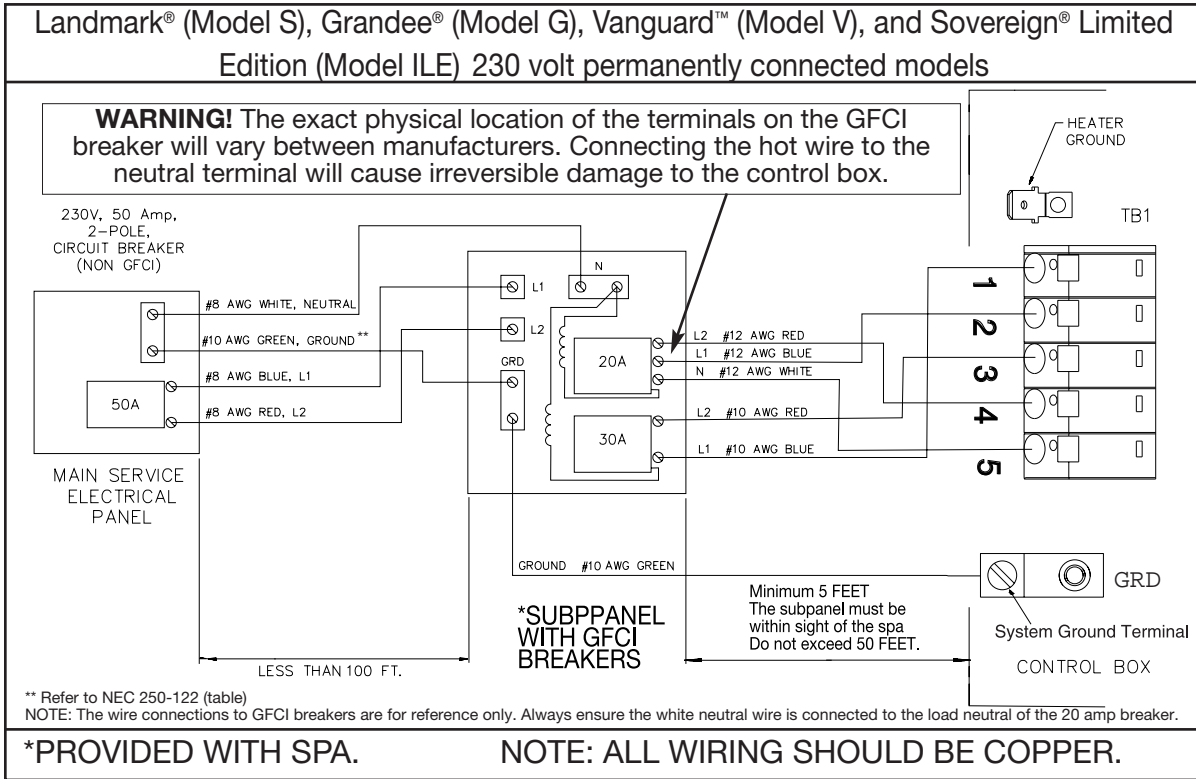 Landmark® (Model S), Grandee® (Model G), Vanguard™ (Model V), and Sovereign® Limited
Edition (Model ILE) 230 volt permanently connected models
WARNING! The exact physical location of the terminals on the GFCI
breaker will vary between manufacturers. Connecting the hot wire to the
neutral terminal will cause irreversible damage to the control box.
HEATER
GROUND
TB1
230V, 50 Amp,
2-POLE,
CIRCUIT BREAKER
(NON GFCI)
#8 AWG WHITE, NEUTRAL
#10 AWG GREEN, GROUND**
#8 AWG BLUE, L1
#8 AWG RED, L2
50A
MAIN SERVICE
ELECTRICAL
PANEL
N
L1
L2
GRD
20A
30A
L2 #12 AWG RED
L1 #12 AWG BLUE
N #12 AWG WHITE
L2 #10 AWG RED
L1 #10 AWG BLUE
1
2
3
4
5
GROUND #10 AWG GREEN
*SUBPPANEL
WITH GFCI
BREAKERS
Minimum 5 FEET
The subpanel must be
within sight of the spa
Do not exceed 50 FEET.
GRD
System Ground Terminal
CONTROL BOX
LESS THAN 100 FT.
** Refer to NEC 250-122 (table)
NOTE: The wire connections to GFCI breakers are for reference only. Always ensure the white neutral wire is connected to the load neutral of the 20 amp breaker.
*PROVIDED WITH SPA. NOTE: ALL WIRING SHOULD BE COPPER.